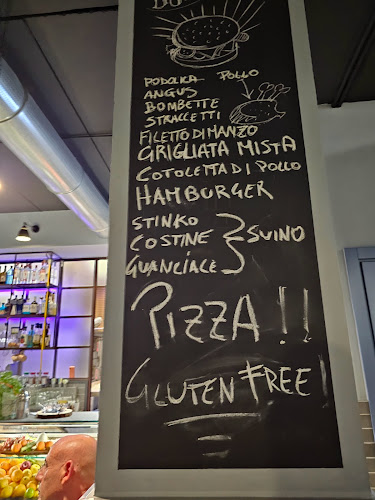 PODOLICA POLLO
ANGUS
BOMBETTE
STRACCETTI
FILETTO DI MANZO
GRIGLIATA MISTA
COTOLETTA DI POLLO
HAMBURGER
STINKO
COSTINE SUINO
GUANCIALE
PIZZA !!
GLUTEN FREE!